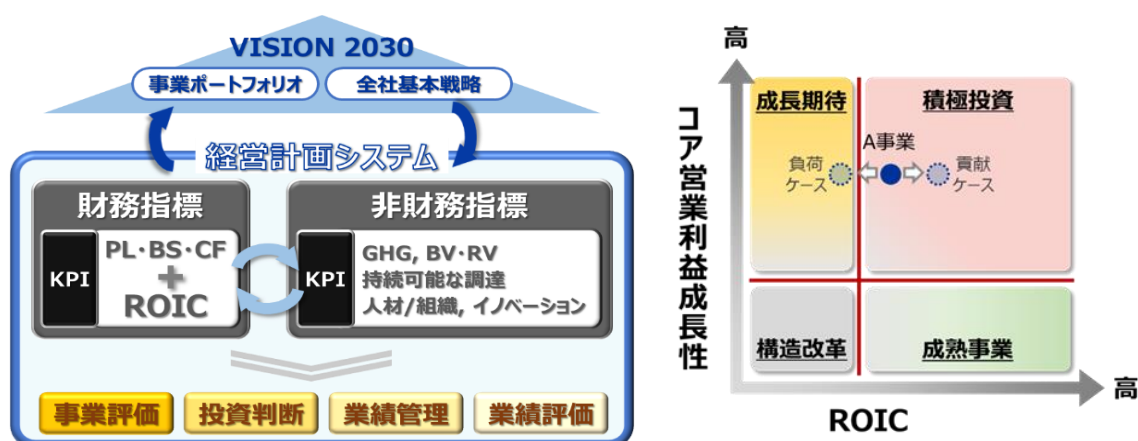 VISION 2030
事業ポートフォリオ
全社基本戦略
経営計画システム
財務指標
KPI
PL・BS・CF
+
ROIC
非財務指標
KPI
GHG, BV・RV
持続可能な調達
人材/組織, イノベーション
事業評価
投資判断
業績管理
業績評価
高
コア営業利益成長性
成長期待
積極投資
A事業
負荷
ケース
貢献
ケース
構造改革
成熟事業
高
ROIC